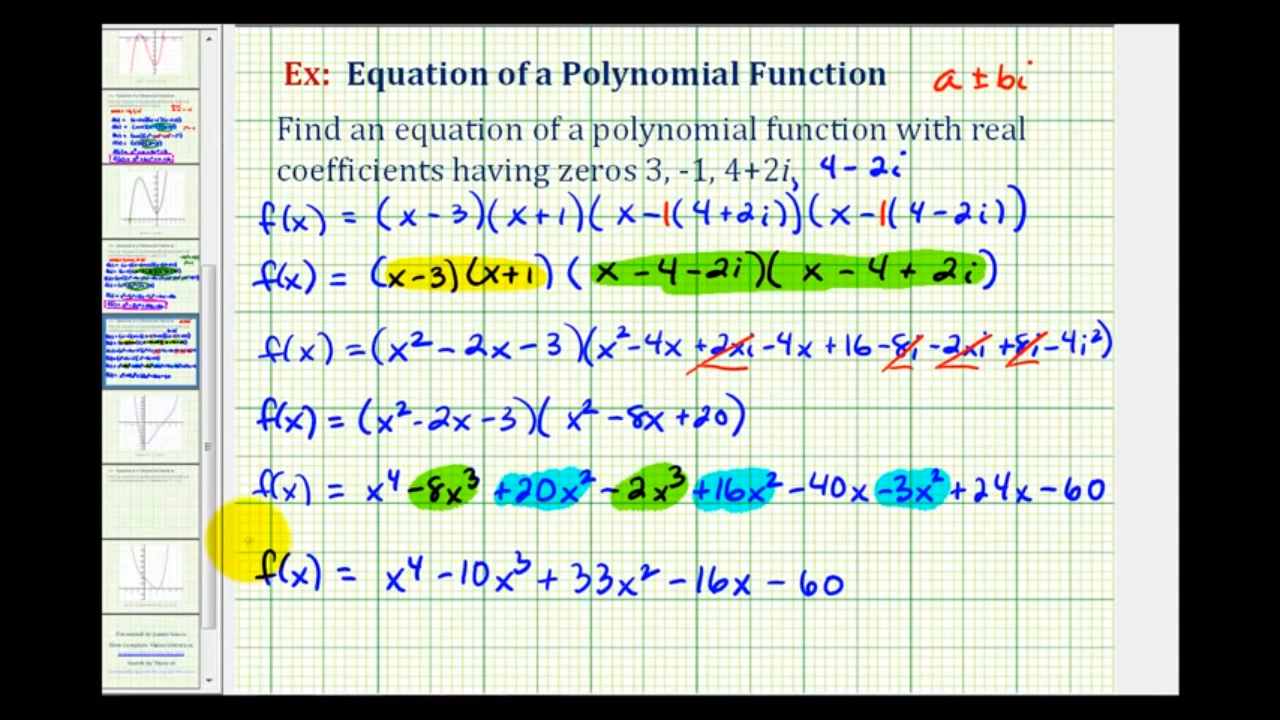 Ex: Equation of a Polynomial Function a ± bi
Find an equation of a polynomial function with real
coefficients having zeros 3, -1, 4+2i, 4 - 2i
f(x) = (x - 3)(x + 1)(x - 1(4 + 2i))(x - 1(4 - 2i))
f(x) = (x - 3)(x + 1)(x - 4 - 2i)(x - 4 + 2i)
f(x) = (x² - 2x - 3)(x² - 4x + 2xi - 4x + 16 - 8i - 2xi + 8i - 4i²)
f(x) = (x² - 2x - 3)(x² - 8x + 20)
f(x) = x⁴ - 8x³ + 20x² - 2x³ + 16x² - 40x - 3x² + 24x - 60
f(x) = x⁴ - 10x³ + 33x² - 16x - 60